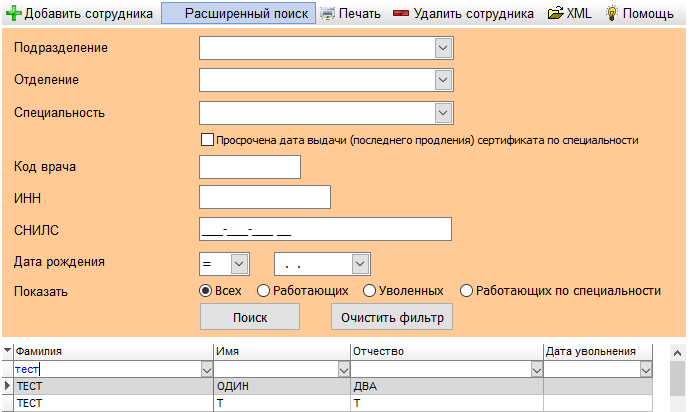 Добавить сотрудника Расширенный поиск Печать Удалить сотрудника XML Помощь
Подразделение
Отделение
Специальность
Просрочена дата выдачи (последнего продления) сертификата по специальности
Код врача
ИНН
СНИЛС ___-___-___ __
Дата рождения = . .
Показать Всех Работающих Уволенных Работающих по специальности
Поиск Очистить фильтр
Фамилия Имя Отчество Дата увольнения
тест
ТЕСТ ОДИН ДВА
ТЕСТ Т Т